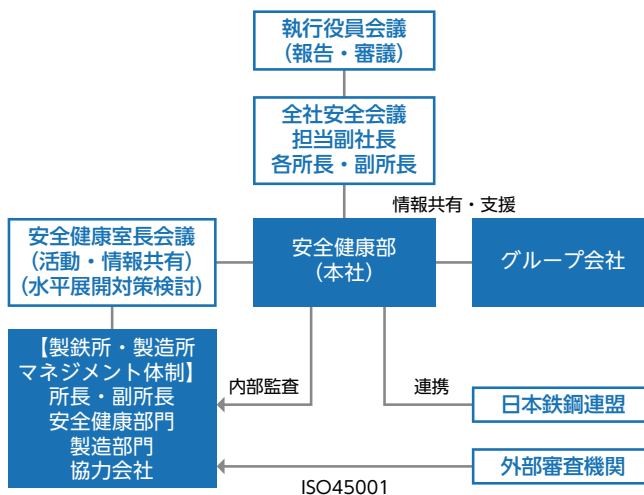 執行役員会議
(報告・審議)
全社安全会議
担当副社長
各所長・副所長
情報共有・支援
安全健康室長会議
(活動・情報共有)
(水平展開対策検討)
安全健康部
(本社)
グループ会社
【製鉄所・製造所
マネジメント体制】
所長・副所長
安全健康部門
製造部門
協力会社
内部監査
連携
日本鉄鋼連盟
外部審査機関
ISO45001